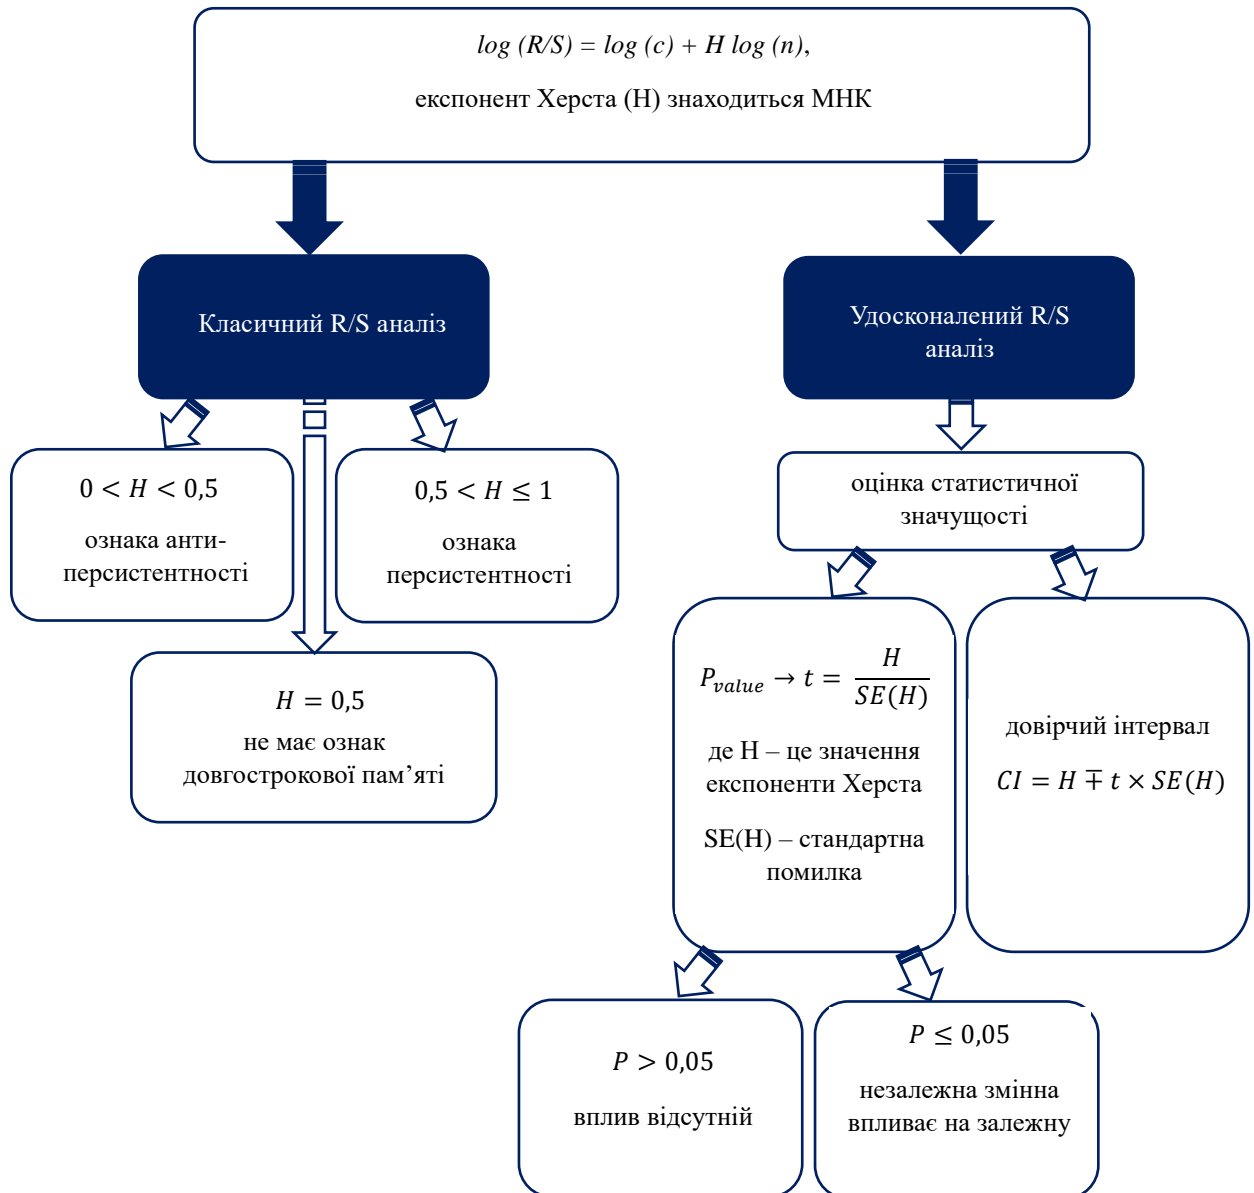 log (R/S) = log (c) + H log (n),
експонент Херста (H) знаходиться МНК
Класичний R/S аналіз
Удосконалений R/S
аналіз
0 < H < 0,5
ознака анти-
персистентності
0,5 < H ≤ 1
ознака
персистентності
H = 0,5
не має ознак
довгострокової пам’яті
оцінка статистичної
значущості
P_value → t = H / SE(H)
де H – це значення
експоненти Херста
SE(H) – стандартна
помилка
довірчий інтервал
CI = H ∓ t × SE(H)
P > 0,05
вплив відсутній
P ≤ 0,05
незалежна змінна
впливає на залежну